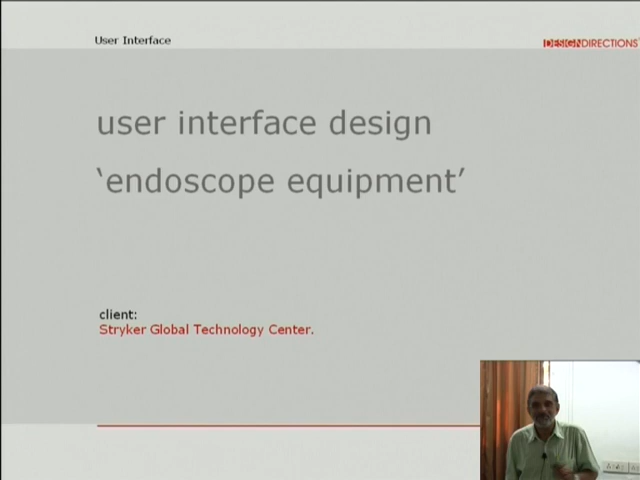 User Interface
DESIGNDIRECTIONS
user interface design
‘endoscope equipment’
client:
Stryker Global Technology Center.